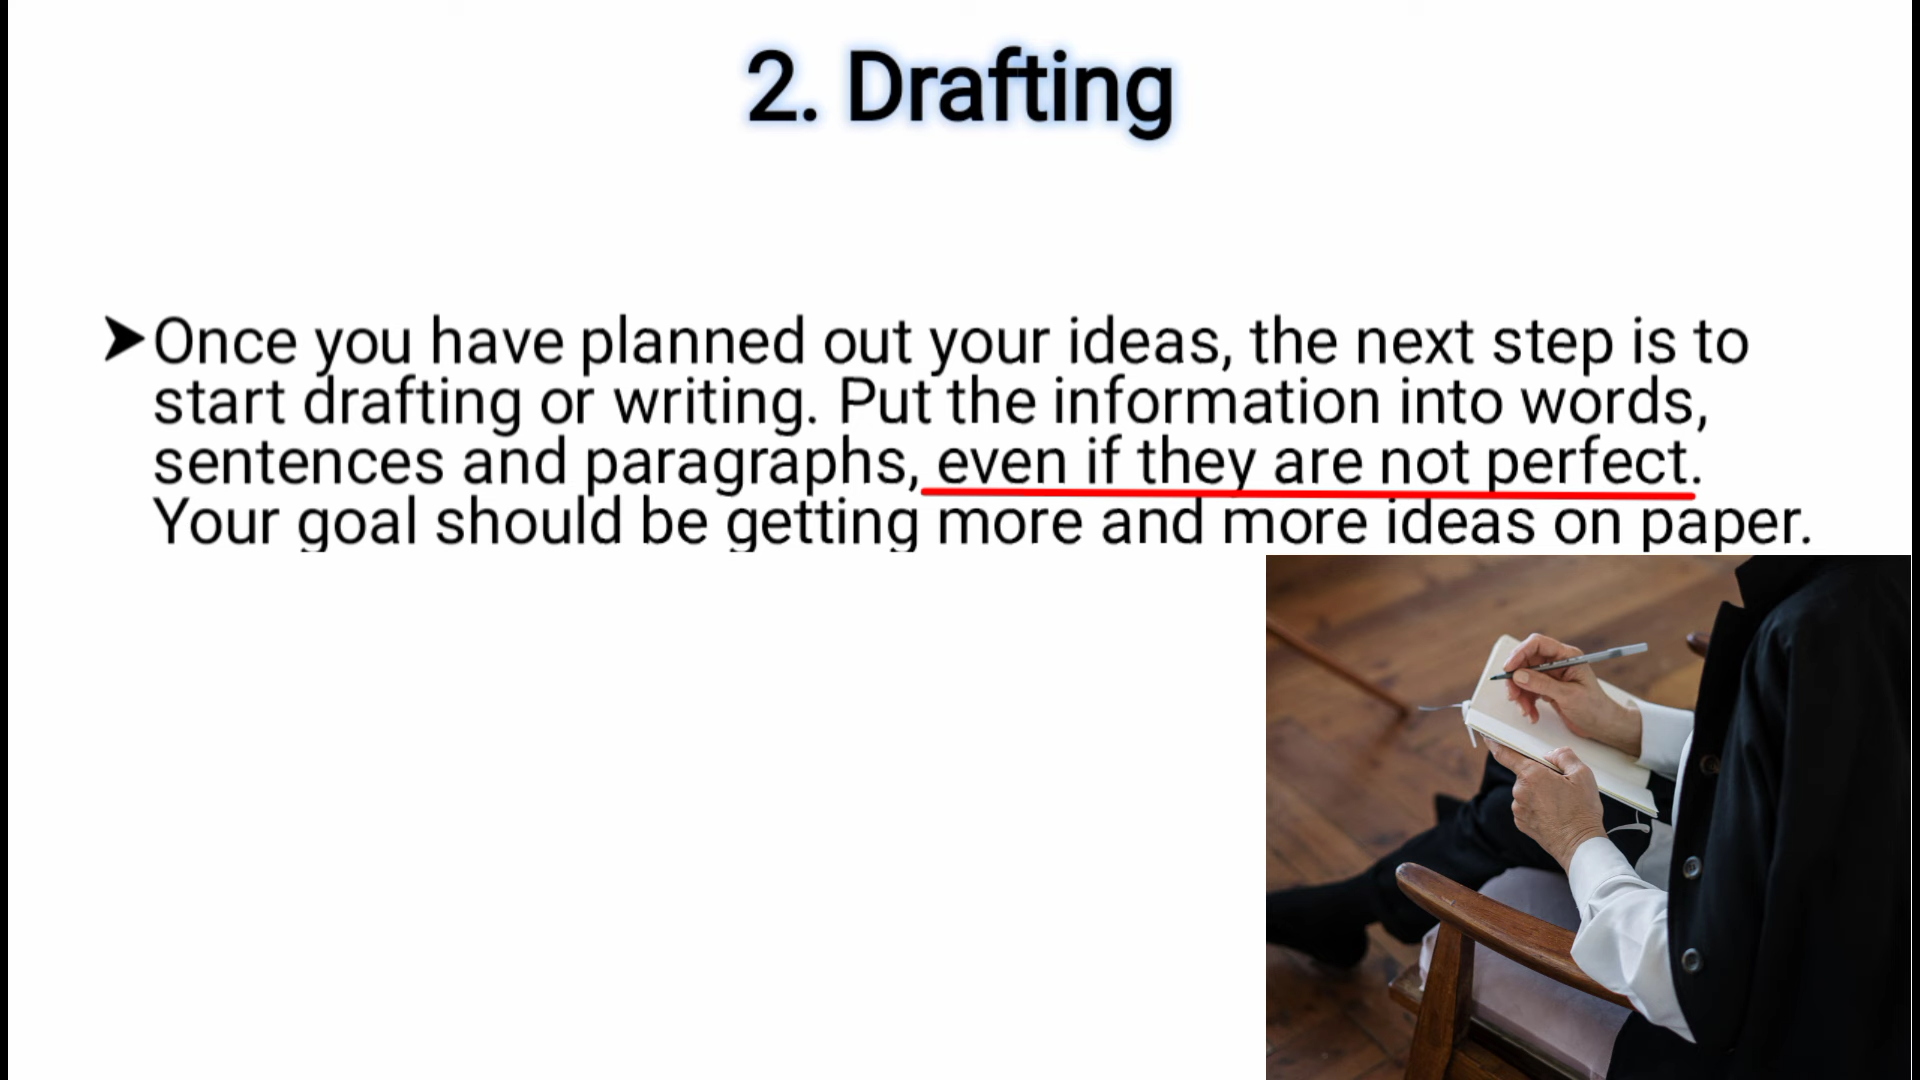 2. Drafting
➤Once you have planned out your ideas, the next step is to
start drafting or writing. Put the information into words,
sentences and paragraphs, even if they are not perfect.
Your goal should be getting more and more ideas on paper.